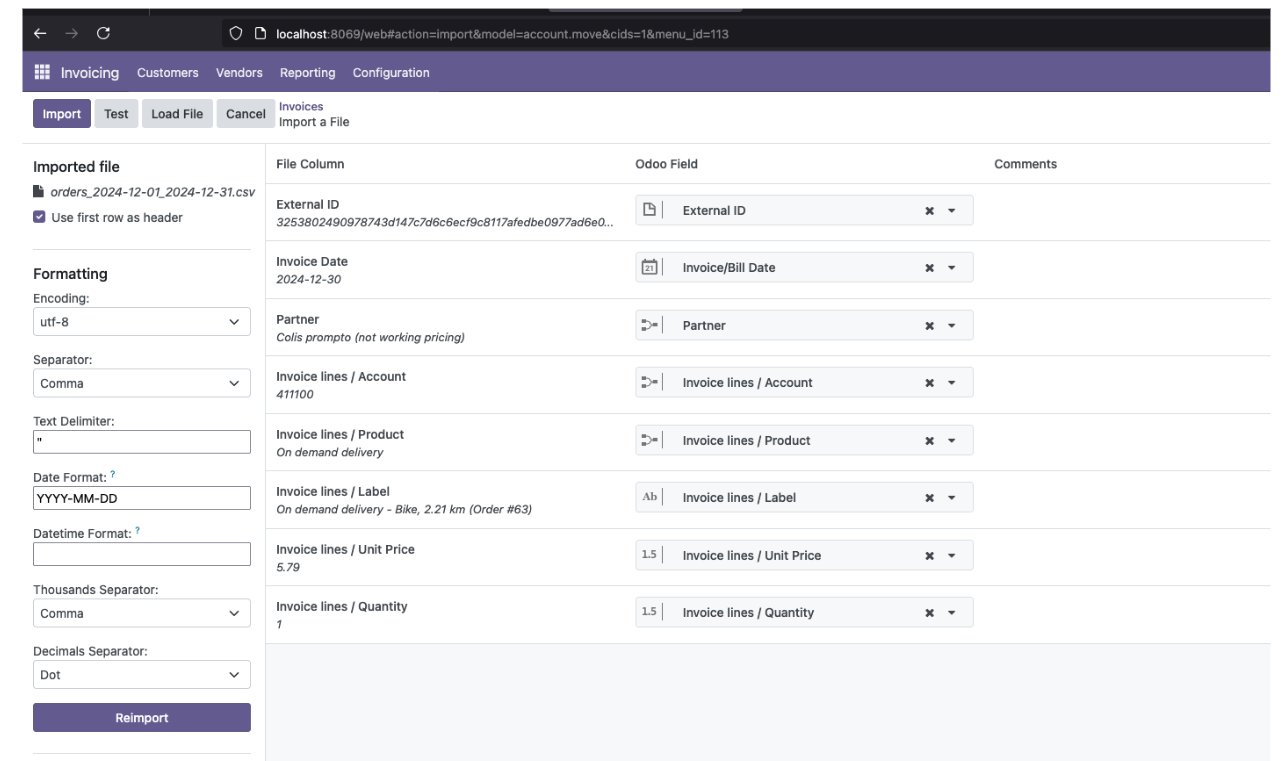 localhost:8069/web#action=import&model=account.move&cids=1&menu_id=113
Invoicing Customers Vendors Reporting Configuration
Import Test Load File Cancel
Invoices
Import a File
Imported file
orders_2024-12-01_2024-12-31.csv
Use first row as header
Formatting
Encoding:
utf-8
Separator:
Comma
Text Delimiter:
"
Date Format: ?
YYYY-MM-DD
Datetime Format: ?
Thousands Separator:
Comma
Decimals Separator:
Dot
Reimport
File Column Odoo Field Comments
External ID
3253802490978743d147c7d6c6ecf9c8117afedbe0977ad6e0...
External ID
Invoice Date
2024-12-30
21 Invoice/Bill Date
Partner
Colis prompto (not working pricing)
Partner
Invoice lines / Account
411100
Invoice lines / Account
Invoice lines / Product
On demand delivery
Invoice lines / Product
Invoice lines / Label
On demand delivery - Bike, 2.21 km (Order #63)
Ab Invoice lines / Label
Invoice lines / Unit Price
5.79
1.5 Invoice lines / Unit Price
Invoice lines / Quantity
1
1.5 Invoice lines / Quantity